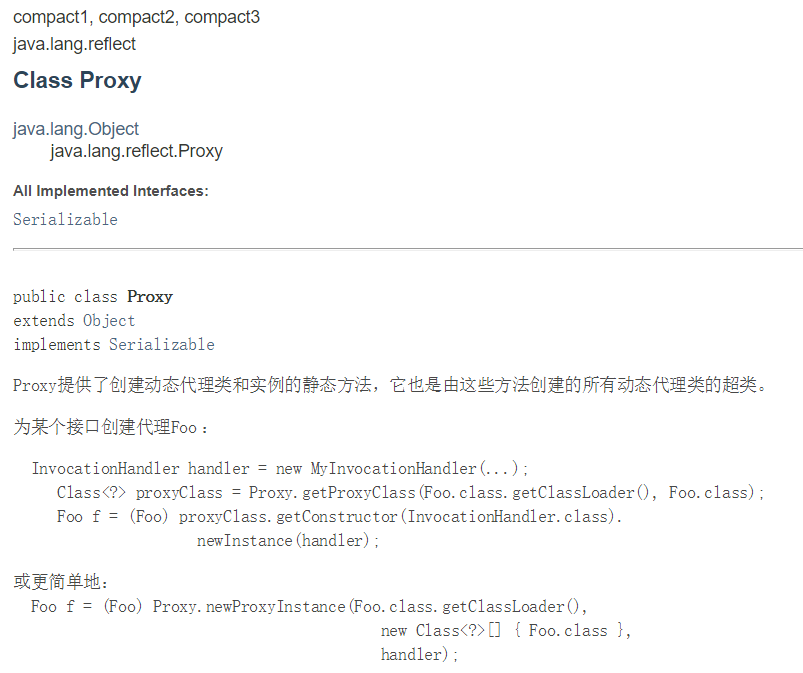 compact1, compact2, compact3
java.lang.reflect
Class Proxy
java.lang.Object
java.lang.reflect.Proxy
All Implemented Interfaces:
Serializable
public class Proxy
extends Object
implements Serializable
Proxy提供了创建动态代理类和实例的静态方法，它也是由这些方法创建的所有动态代理类的超类。
为某个接口创建代理Foo：
InvocationHandler handler = new MyInvocationHandler(...);
Class<?> proxyClass = Proxy.getProxyClass(Foo.class.getClassLoader(), Foo.class);
Foo f = (Foo) proxyClass.getConstructor(InvocationHandler.class).
newInstance(handler);
或更简单地：
Foo f = (Foo) Proxy.newProxyInstance(Foo.class.getClassLoader(),
new Class<?>[] { Foo.class },
handler);